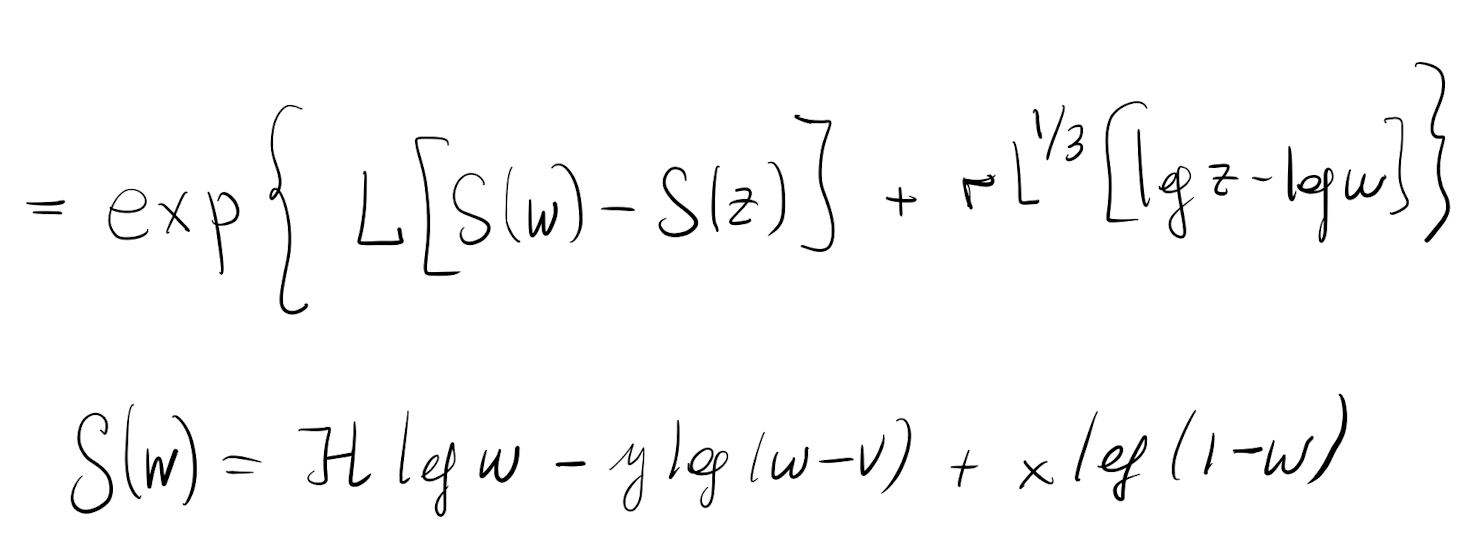 = exp{ L[S(w) − S(z)] + r L^{1/3} [log z − log w] }
S(w) = ℋ log w − y log(w−v) + x log(1−w)